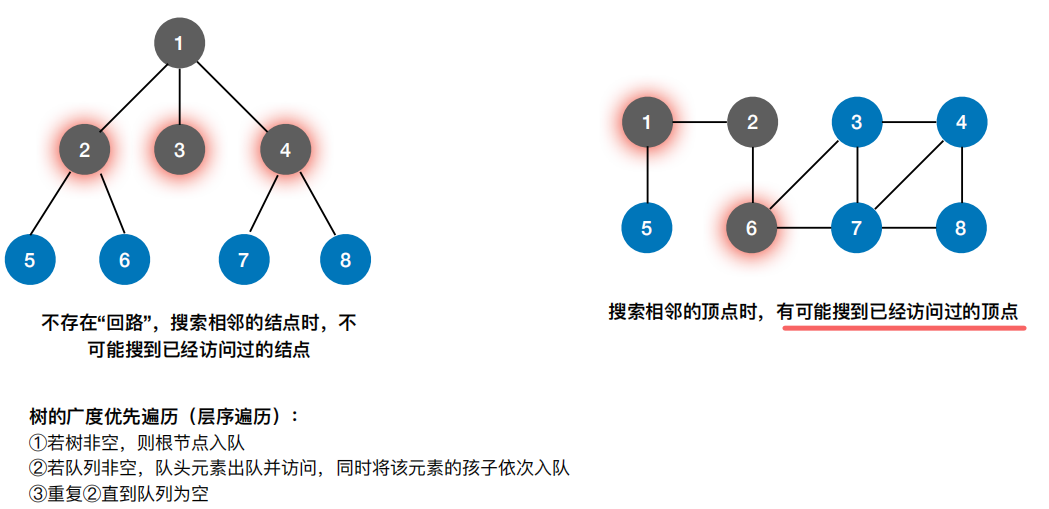 1
2
3
4
5
6
7
8
不存在“回路”，搜索相邻的结点时，不
可能搜到已经访问过的结点
1
2
3
4
5
6
7
8
搜索相邻的顶点时，有可能搜到已经访问过的顶点
树的广度优先遍历（层序遍历）：
①若树非空，则根节点入队
②若队列非空，队头元素出队并访问，同时将该元素的孩子依次入队
③重复②直到队列为空